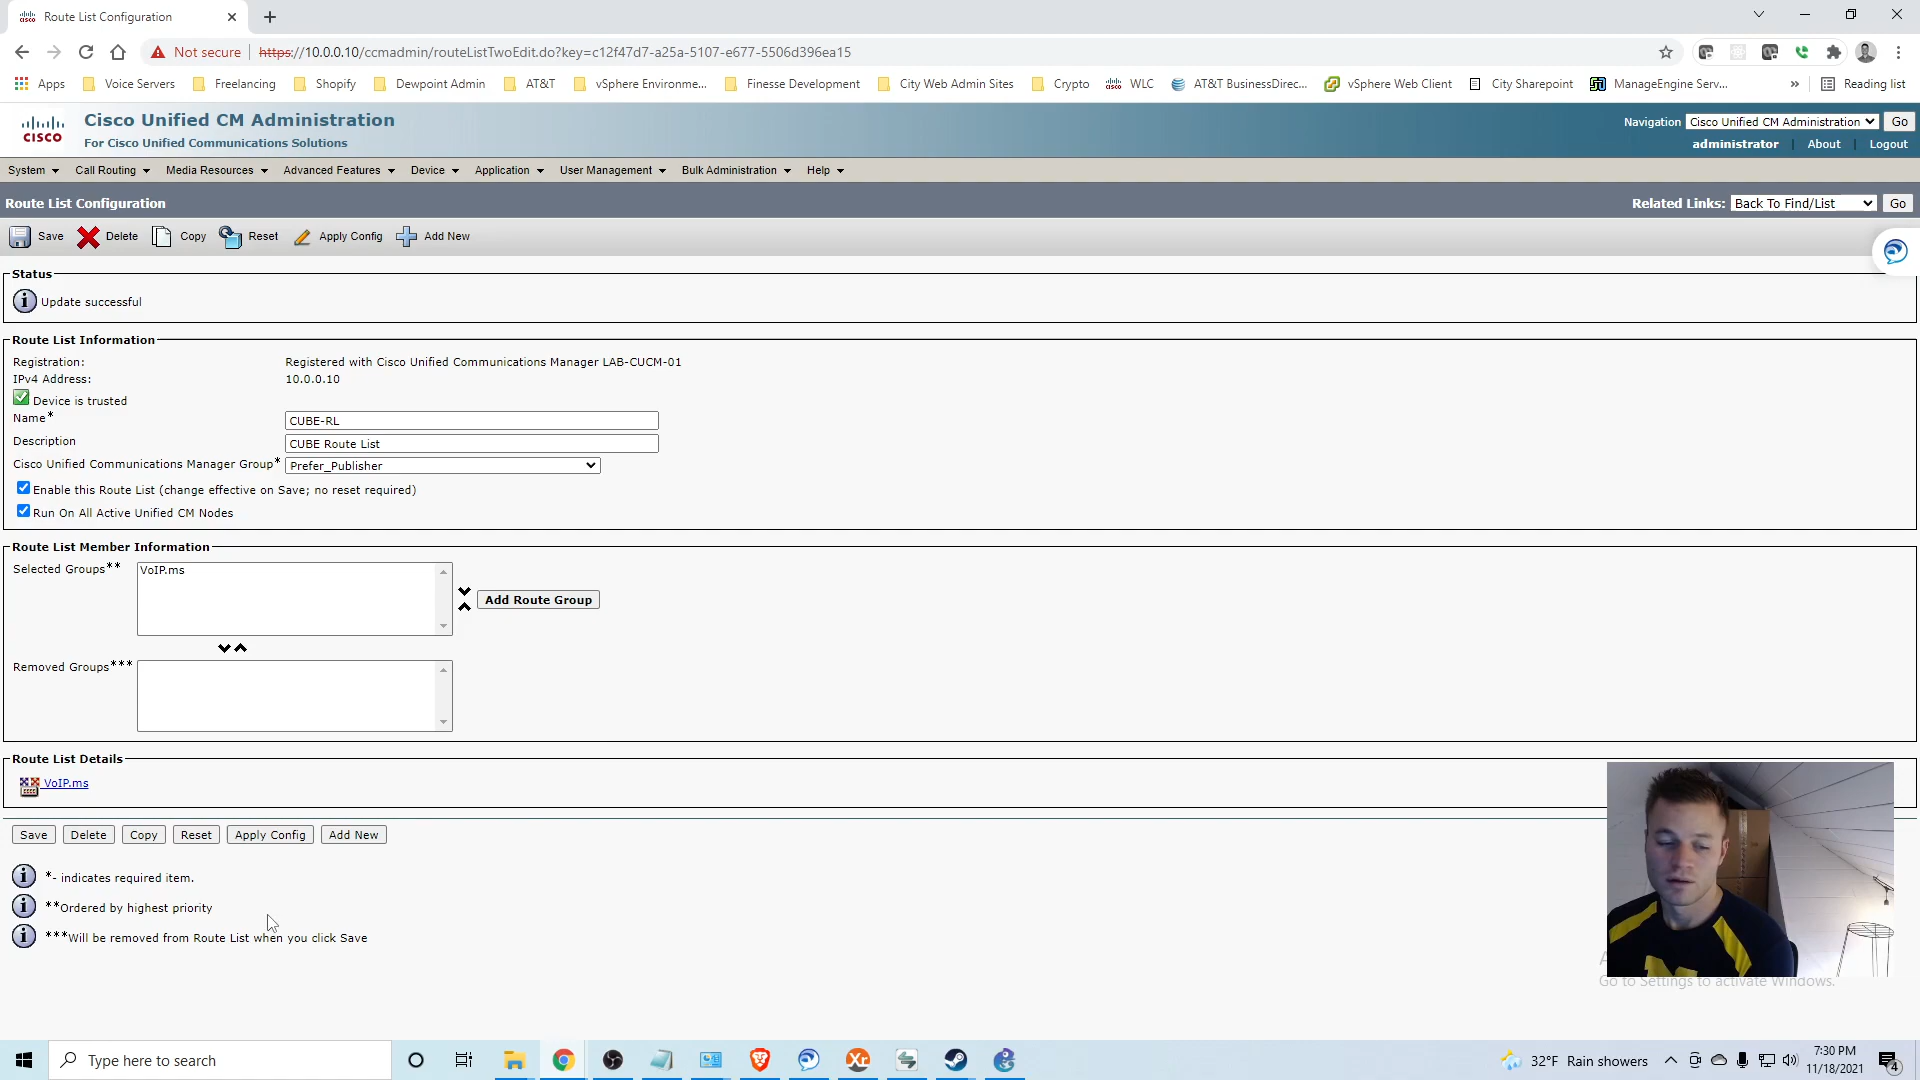 Route List Configuration
Not secure https://10.0.0.10/ccmadmin/routeListTwoEdit.do?key=c12f47d7-a25a-5107-e677-5506d396ea15
Apps Voice Servers Freelancing Shopify Dewpoint Admin AT&T vSphere Environme... Finesse Development City Web Admin Sites Crypto WLC AT&T BusinessDirec... vSphere Web Client City Sharepoint ManageEngine Serv... » Reading list
CISCO
Cisco Unified CM Administration
For Cisco Unified Communications Solutions
Navigation Cisco Unified CM Administration Go
administrator | About | Logout
System Call Routing Media Resources Advanced Features Device Application User Management Bulk Administration Help
Route List Configuration
Related Links: Back To Find/List Go
Save Delete Copy Reset Apply Config Add New
Status
Update successful
Route List Information
Registration: Registered with Cisco Unified Communications Manager LAB-CUCM-01
IPv4 Address: 10.0.0.10
Device is trusted
Name* CUBE-RL
Description CUBE Route List
Cisco Unified Communications Manager Group* Prefer_Publisher
Enable this Route List (change effective on Save; no reset required)
Run On All Active Unified CM Nodes
Route List Member Information
Selected Groups** VoIP.ms
Add Route Group
Removed Groups***
Route List Details
VoIP.ms
Save Delete Copy Reset Apply Config Add New
*- indicates required item.
**Ordered by highest priority
***Will be removed from Route List when you click Save
Go to Settings to activate Windows.
Type here to search
32°F Rain showers
7:30 PM
11/18/2021
4